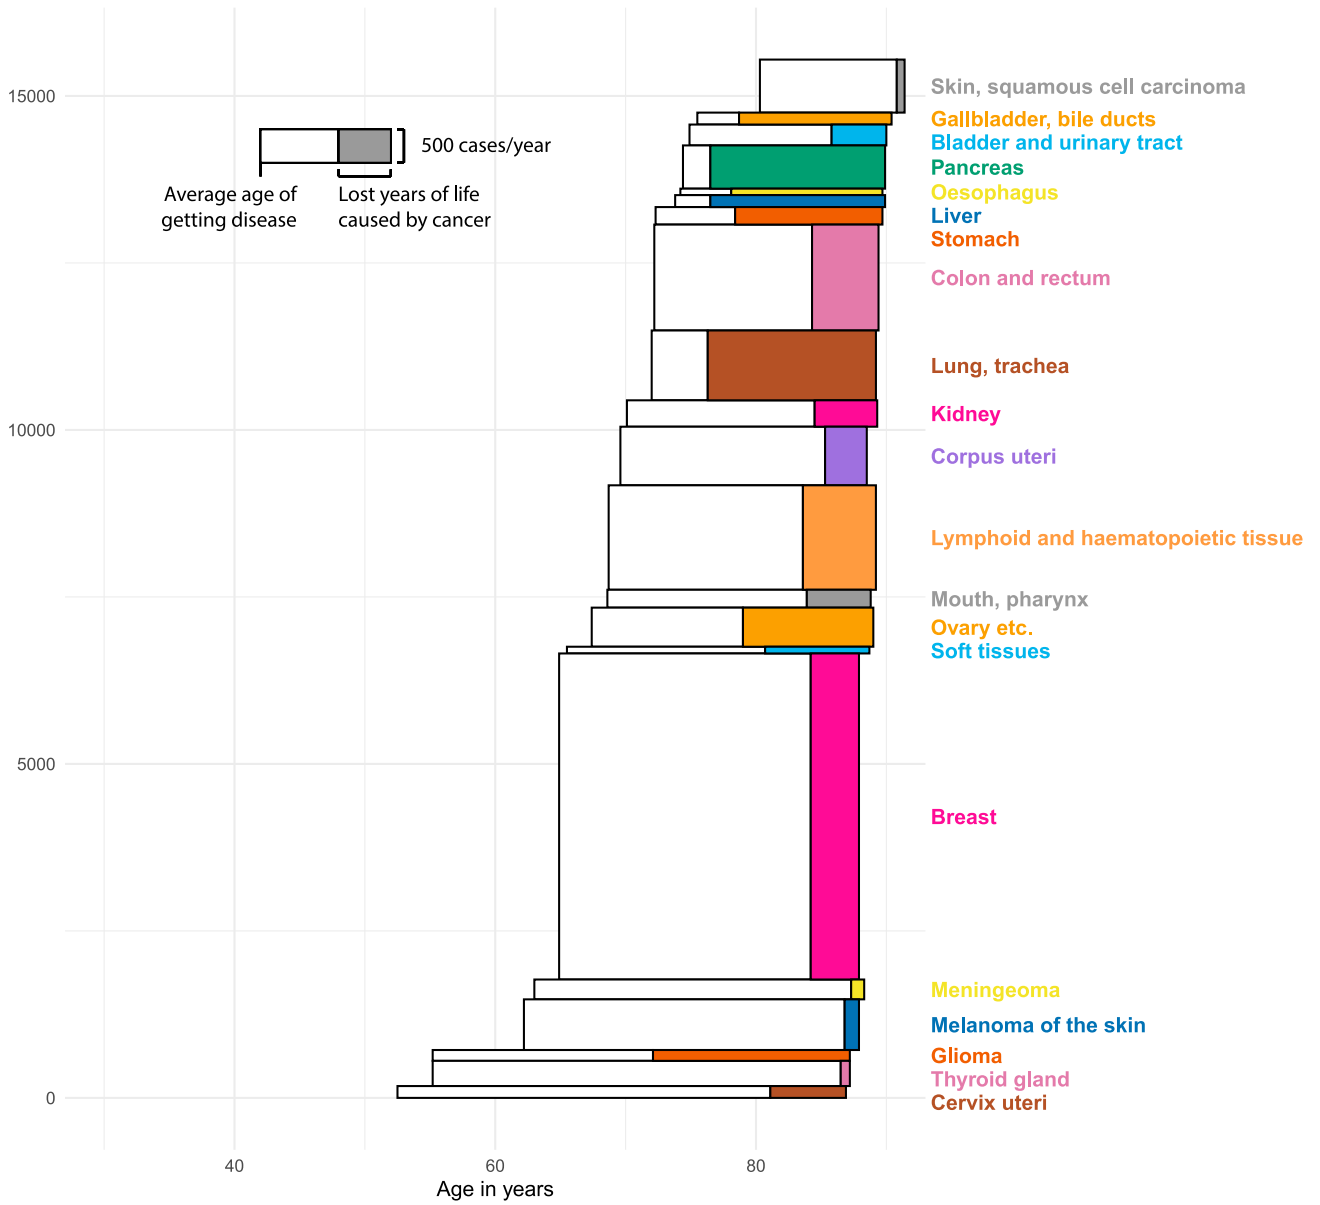 15000
10000
5000
0
500 cases/year
Average age of
getting disease
Lost years of life
caused by cancer
Skin, squamous cell carcinoma
Gallbladder, bile ducts
Bladder and urinary tract
Pancreas
Oesophagus
Liver
Stomach
Colon and rectum
Lung, trachea
Kidney
Corpus uteri
Lymphoid and haematopoietic tissue
Mouth, pharynx
Ovary etc.
Soft tissues
Breast
Meningeoma
Melanoma of the skin
Glioma
Thyroid gland
Cervix uteri
40 60 80
Age in years